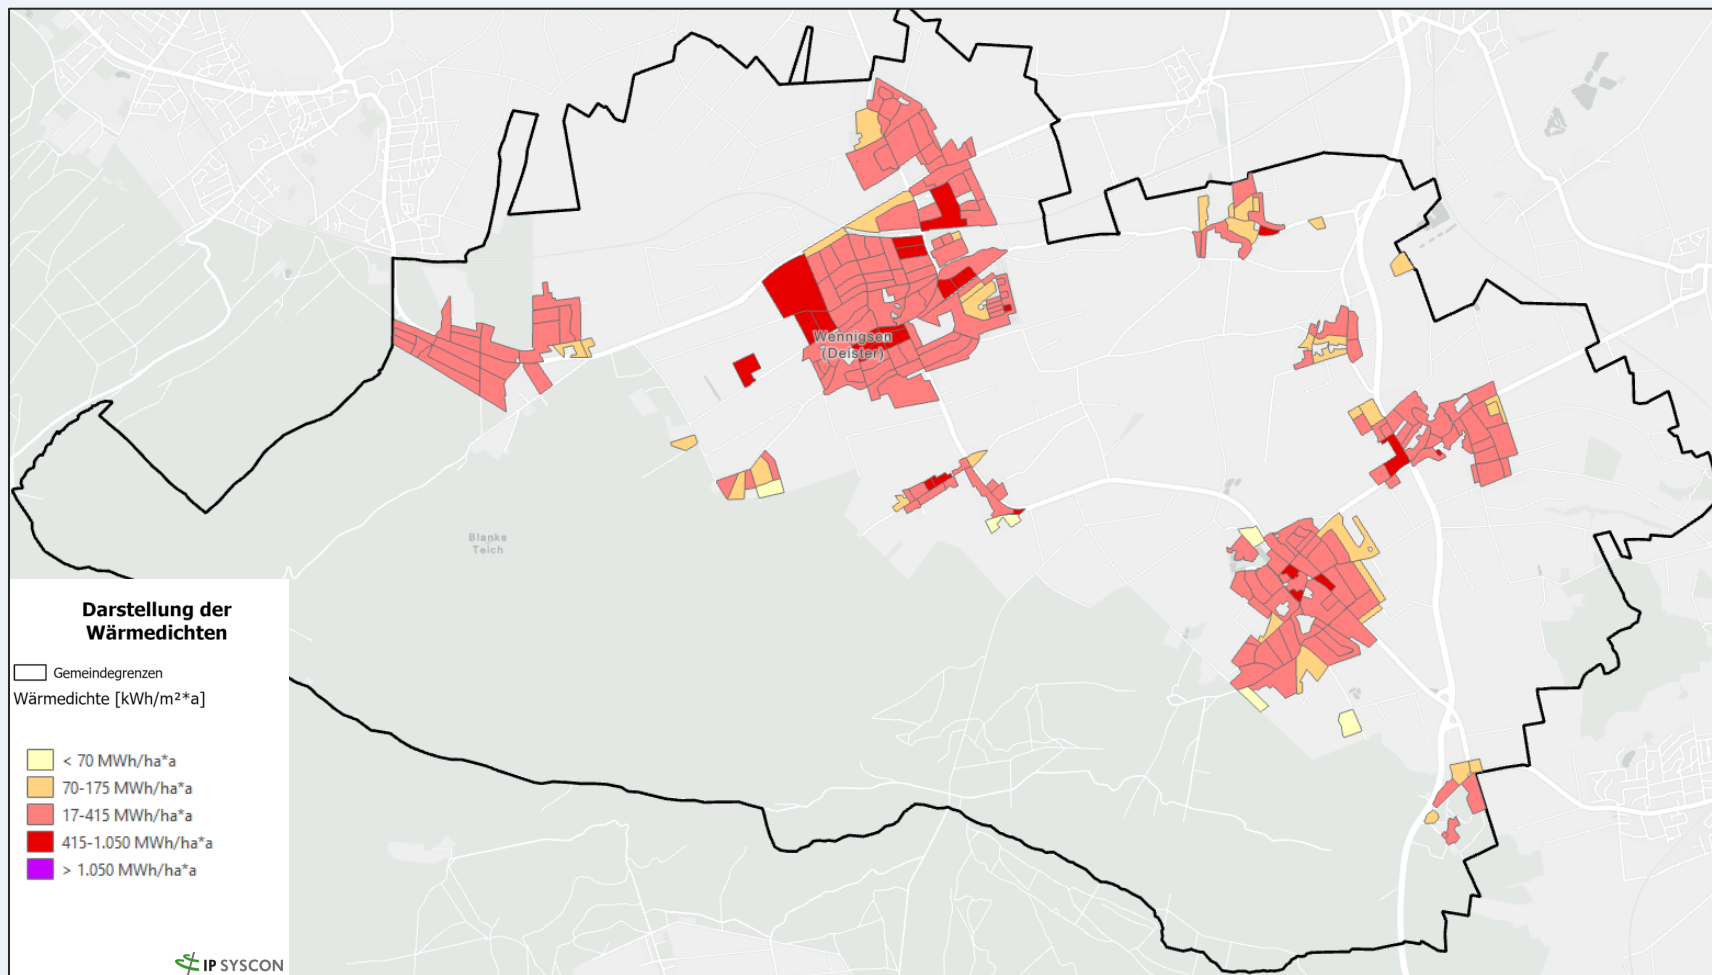 Wennigsen
(Deister)
Blanke
Teich
Darstellung der
Wärmedichten
Gemeindegrenzen
Wärmedichte [kWh/m²*a]
< 70 MWh/ha*a
70-175 MWh/ha*a
17-415 MWh/ha*a
415-1.050 MWh/ha*a
> 1.050 MWh/ha*a
IP SYSCON